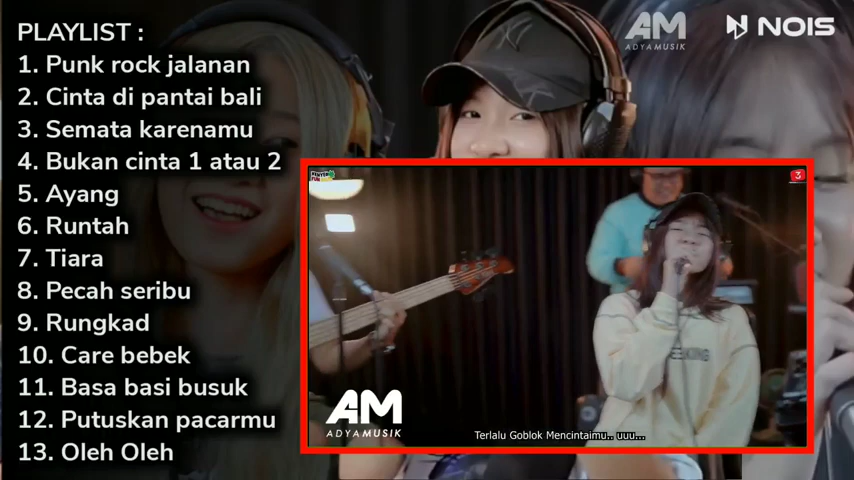 PLAYLIST :
1. Punk rock jalanan
2. Cinta di pantai bali
3. Semata karenamu
4. Bukan cinta 1 atau 2
5. Ayang
6. Runtah
7. Tiara
8. Pecah seribu
9. Rungkad
10. Care bebek
11. Basa basi busuk
12. Putuskan pacarmu
13. Oleh Oleh
AM
ADYAMUSIK
NOIS
3
AM
ADYAMUSIK
Terlalu Goblok Mencintaimu.. uuu...